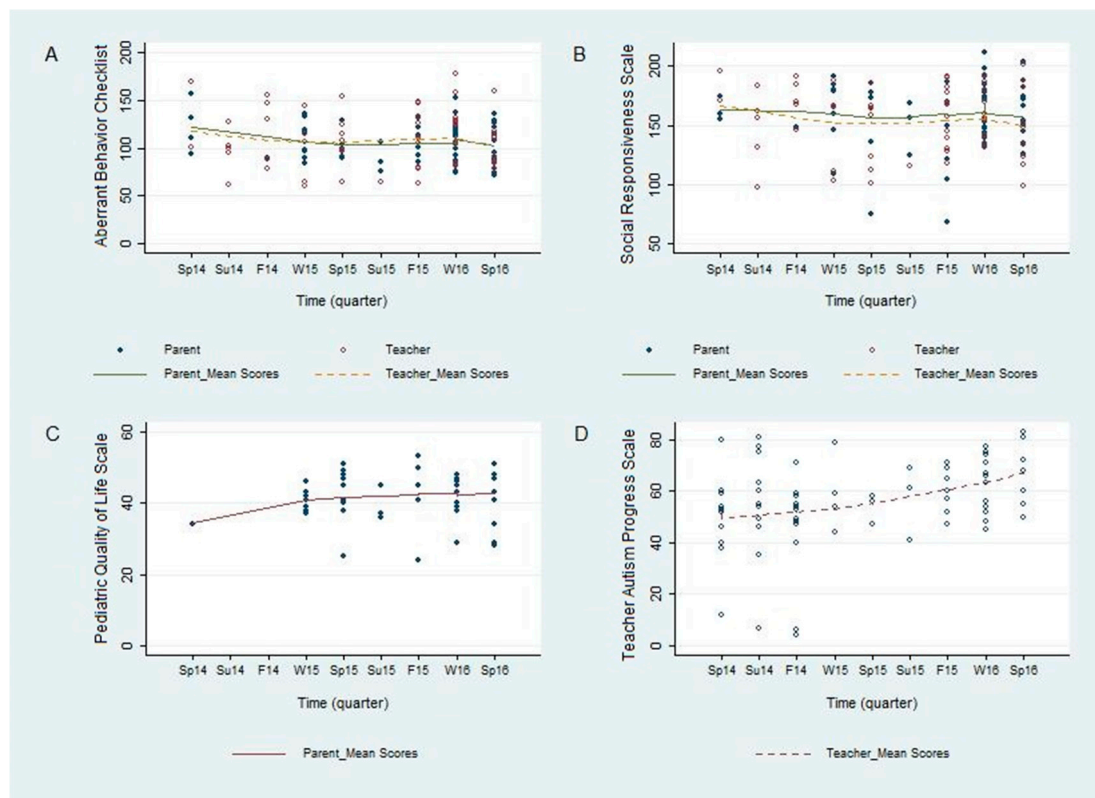 A
Aberrant Behavior Checklist
200
150
100
50
0
Sp14 Su14 F14 W15 Sp15 Su15 F15 W16 Sp16
Time (quarter)
Parent Teacher
Parent_Mean Scores Teacher_Mean Scores
B
Social Responsiveness Scale
200
150
100
50
Sp14 Su14 F14 W15 Sp15 Su15 F15 W16 Sp16
Time (quarter)
Parent Teacher
Parent_Mean Scores Teacher_Mean Scores
C
Pediatric Quality of Life Scale
60
40
20
0
Sp14 Su14 F14 W15 Sp15 Su15 F15 W16 Sp16
Time (quarter)
Parent_Mean Scores
D
Teacher Autism Progress Scale
80
60
40
20
0
Sp14 Su14 F14 W15 Sp15 Su15 F15 W16 Sp16
Time (quarter)
Teacher_Mean Scores